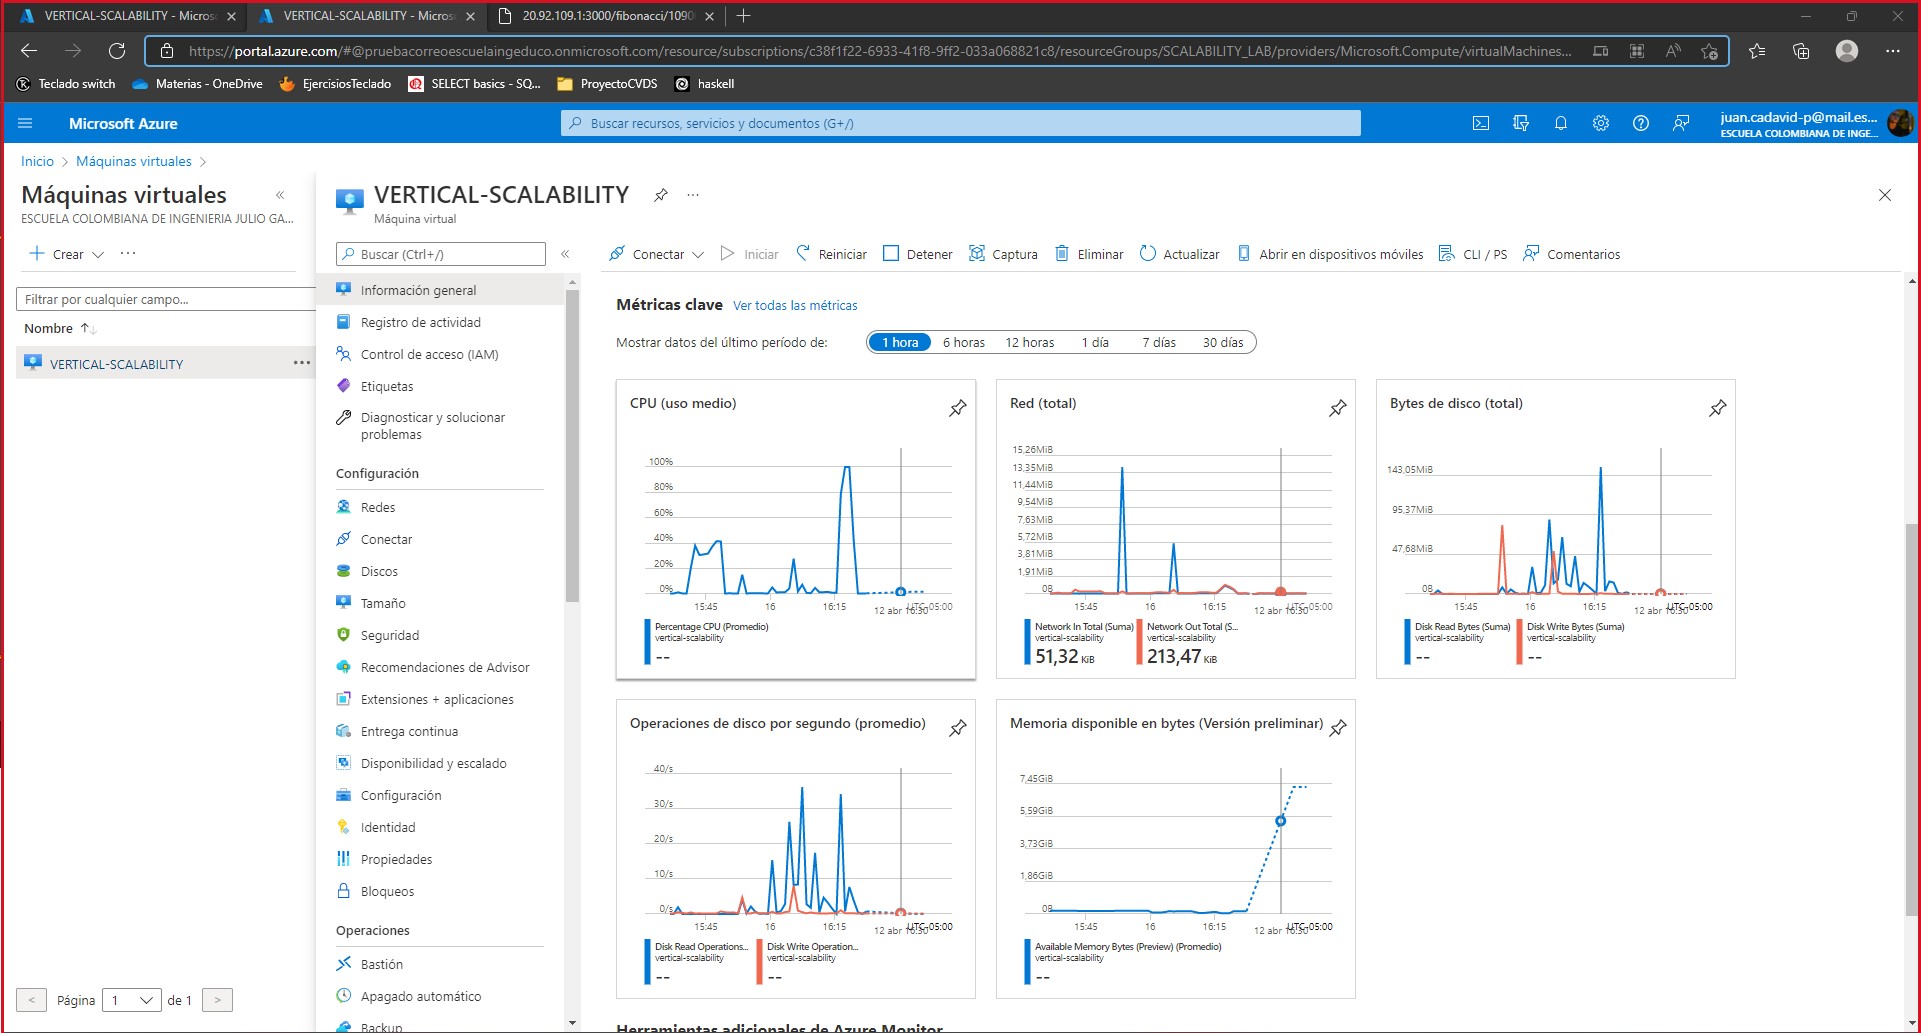 VERTICAL-SCALABILITY - Micros
VERTICAL-SCALABILITY - Micros
20.92.109.1:3000/fibonacci/1090
https://portal.azure.com/#@pruebacorreoescuelaingeduco.onmicrosoft.com/resource/subscriptions/c38f1f22-6933-41f8-9ff2-033a068821c8/resourceGroups/SCALABILITY_LAB/providers/Microsoft.Compute/virtualMachines...
Teclado switch
Materias - OneDrive
EjercisiosTeclado
SELECT basics - SQ...
ProyectoCVDS
haskell
Microsoft Azure
Buscar recursos, servicios y documentos (G+/)
juan.cadavid-p@mail.es...
ESCUELA COLOMBIANA DE INGE...
Inicio > Máquinas virtuales >
Máquinas virtuales
ESCUELA COLOMBIANA DE INGENIERIA JULIO GA...
+ Crear
Filtrar por cualquier campo...
Nombre ↑↓
VERTICAL-SCALABILITY
< Página 1 de 1 >
VERTICAL-SCALABILITY
Máquina virtual
Buscar (Ctrl+/)
Información general
Registro de actividad
Control de acceso (IAM)
Etiquetas
Diagnosticar y solucionar
problemas
Configuración
Redes
Conectar
Discos
Tamaño
Seguridad
Recomendaciones de Advisor
Extensiones + aplicaciones
Entrega continua
Disponibilidad y escalado
Configuración
Identidad
Propiedades
Bloqueos
Operaciones
Bastión
Apagado automático
Backup
Conectar
Iniciar
Reiniciar
Detener
Captura
Eliminar
Actualizar
Abrir en dispositivos móviles
CLI / PS
Comentarios
Métricas clave
Ver todas las métricas
Mostrar datos del último período de:
1 hora
6 horas
12 horas
1 día
7 días
30 días
CPU (uso medio)
100%
80%
60%
40%
20%
0%
15:45
16
16:15
12 abr 16:30
UTC-05:00
Percentage CPU (Promedio)
vertical-scalability
--
Red (total)
15,26MiB
13,35MiB
11,44MiB
9,54MiB
7,63MiB
5,72MiB
3,81MiB
1,91MiB
0B
15:45
16
16:15
12 abr 16:30
UTC-05:00
Network In Total (Suma)
vertical-scalability
51,32 KiB
Network Out Total (S...
vertical-scalability
213,47 KiB
Bytes de disco (total)
143,05MiB
95,37MiB
47,68MiB
0B
15:45
16
16:15
12 abr 16:30
UTC-05:00
Disk Read Bytes (Suma)
vertical-scalability
--
Disk Write Bytes (Suma)
vertical-scalability
--
Operaciones de disco por segundo (promedio)
40/s
30/s
20/s
10/s
0/s
15:45
16
16:15
12 abr 16:30
UTC-05:00
Disk Read Operations...
vertical-scalability
--
Disk Write Operation...
vertical-scalability
--
Memoria disponible en bytes (Versión preliminar)
7,45GiB
5,59GiB
3,73GiB
1,86GiB
0B
15:45
16
16:15
12 abr 16:30
UTC-05:00
Available Memory Bytes (Preview) (Promedio)
vertical-scalability
--
Herramientas adicionales de Azure Monitor